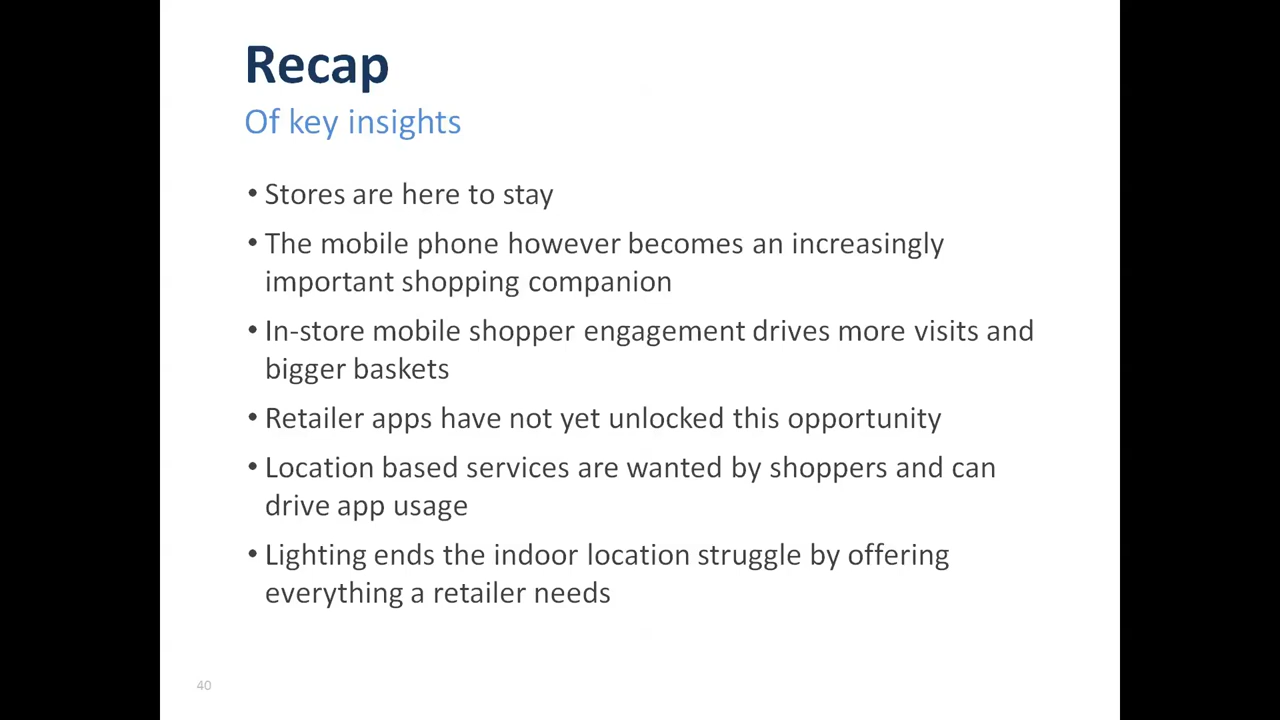 Recap
Of key insights
• Stores are here to stay
• The mobile phone however becomes an increasingly
important shopping companion
• In-store mobile shopper engagement drives more visits and
bigger baskets
• Retailer apps have not yet unlocked this opportunity
• Location based services are wanted by shoppers and can
drive app usage
• Lighting ends the indoor location struggle by offering
everything a retailer needs
40